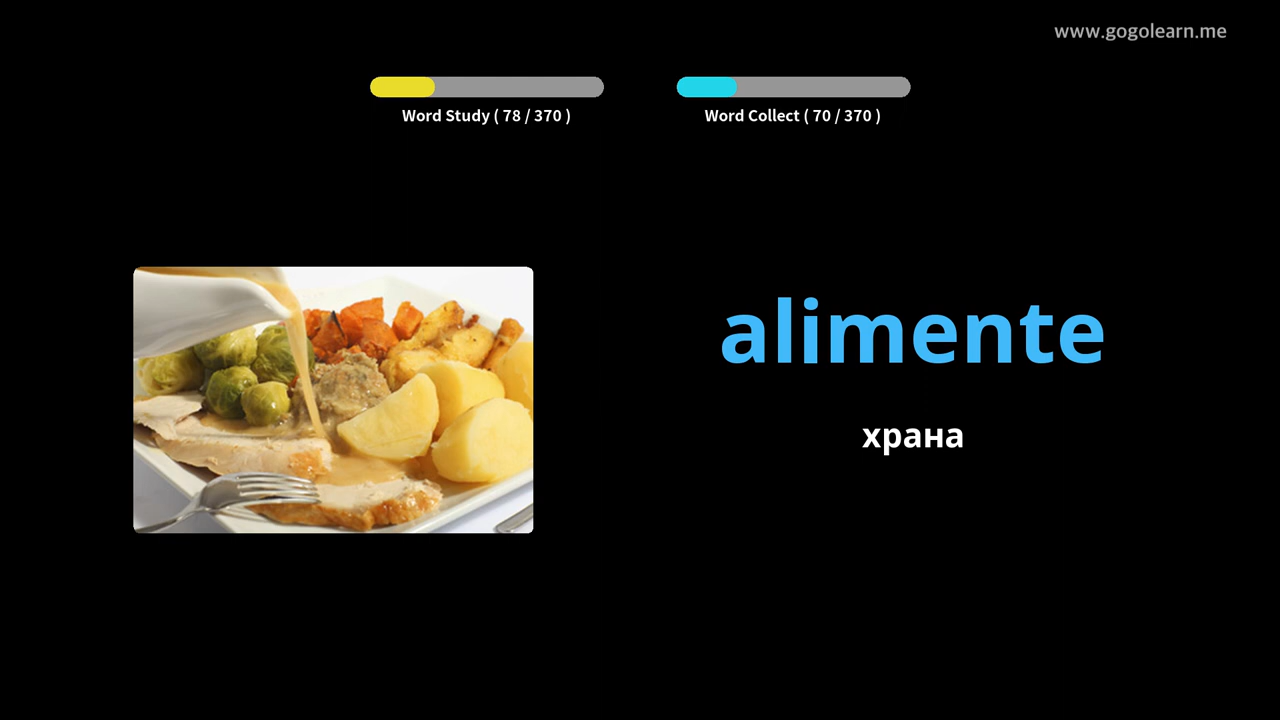 www.gogolearn.me
Word Study ( 78 / 370 )
Word Collect ( 70 / 370 )
alimente
храна